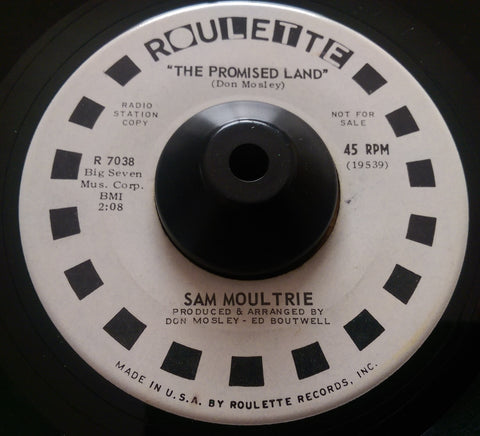 ROULETTE
"THE PROMISED LAND"
(Don Mosley)
RADIO
STATION
COPY
NOT FOR
SALE
R 7038
Big Seven
Mus. Corp.
BMI
2:08
45 RPM
(19539)
SAM MOULTRIE
PRODUCED & ARRANGED BY
DON MOSLEY - ED BOUTWELL
MADE IN U.S.A. BY ROULETTE RECORDS, INC.